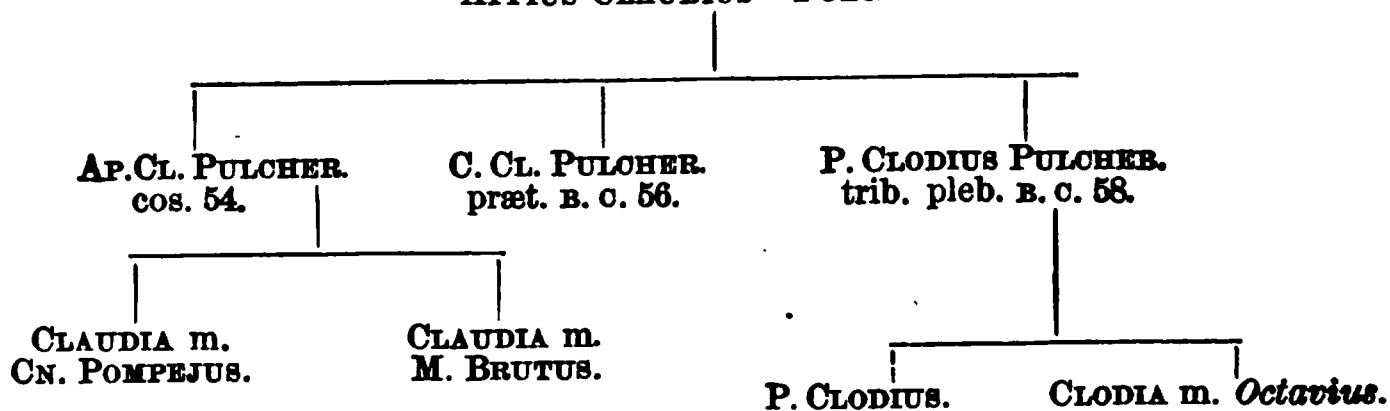 CLAUDIUS
AP. CL. PULCHER.
cos. 54.
C. CL. PULCHER.
præt. B. C. 56.
P. CLODIUS PULCHER.
trib. pleb. B. C. 58.
CLAUDIA m.
CN. POMPEJUS.
CLAUDIA m.
M. BRUTUS.
P. CLODIUS.
CLODIA m. Octavius.